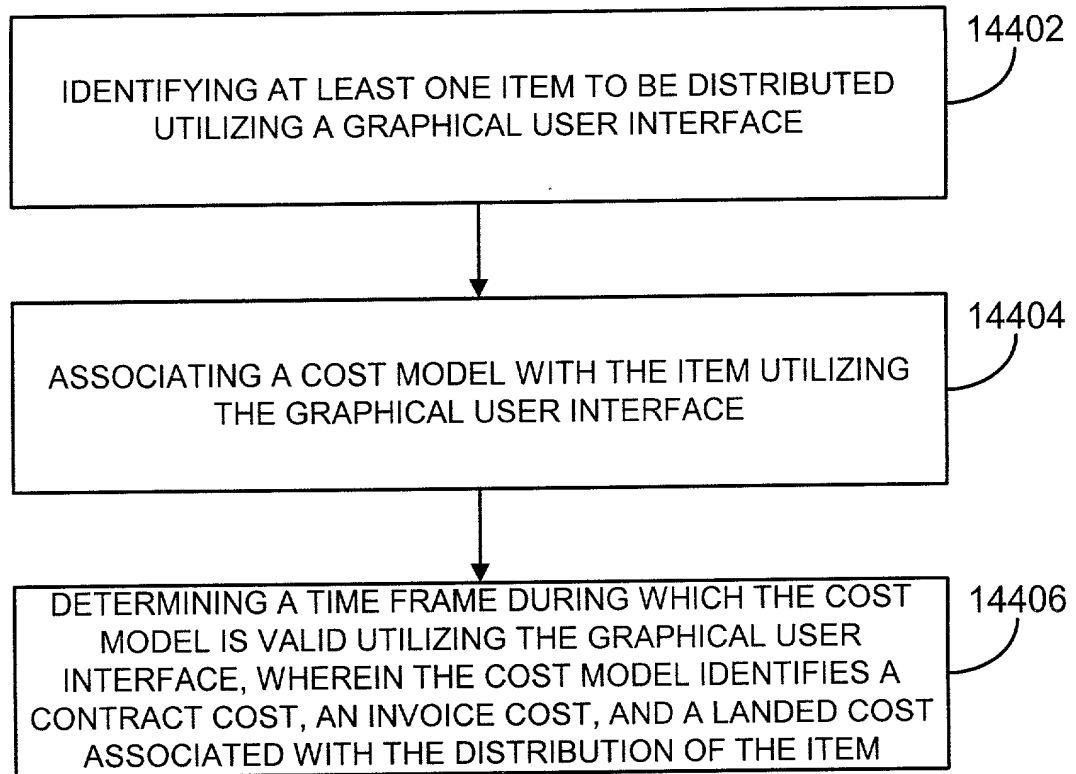 14402
IDENTIFYING AT LEAST ONE ITEM TO BE DISTRIBUTED
UTILIZING A GRAPHICAL USER INTERFACE
14404
ASSOCIATING A COST MODEL WITH THE ITEM UTILIZING
THE GRAPHICAL USER INTERFACE
14406
DETERMINING A TIME FRAME DURING WHICH THE COST
MODEL IS VALID UTILIZING THE GRAPHICAL USER
INTERFACE, WHEREIN THE COST MODEL IDENTIFIES A
CONTRACT COST, AN INVOICE COST, AND A LANDED COST
ASSOCIATED WITH THE DISTRIBUTION OF THE ITEM